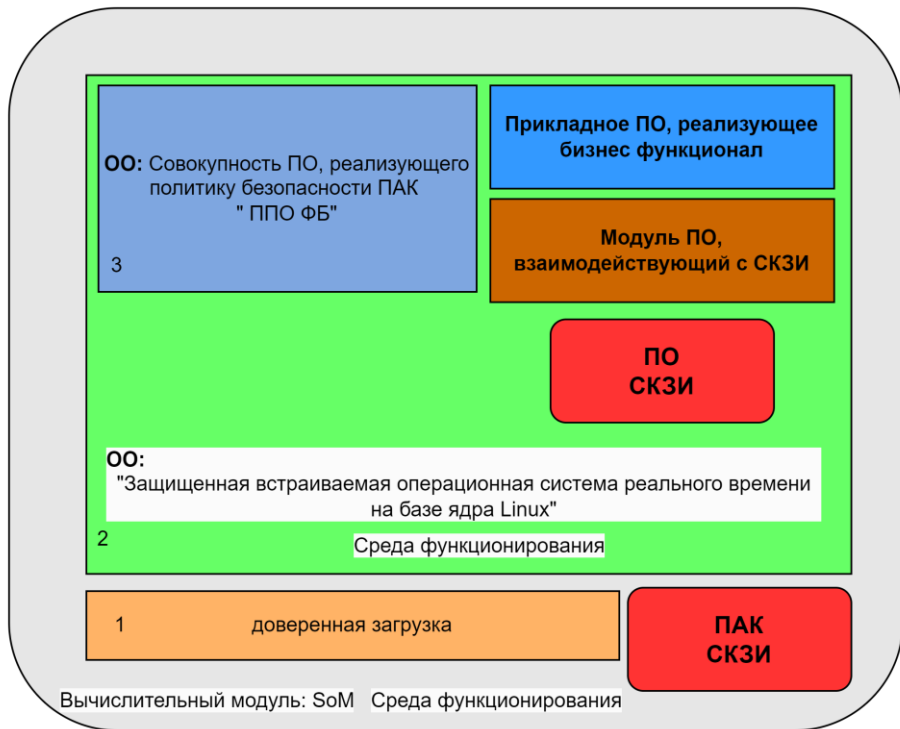 ОО: Совокупность ПО, реализующего
политику безопасности ПАК
" ППО ФБ"
3
Прикладное ПО, реализующее
бизнес функционал
Модуль ПО,
взаимодействующий с СКЗИ
ПО
СКЗИ
ОО:
"Защищенная встраиваемая операционная система реального времени
на базе ядра Linux"
2
Среда функционирования
1
доверенная загрузка
ПАК
СКЗИ
Вычислительный модуль: SoM
Среда функционирования